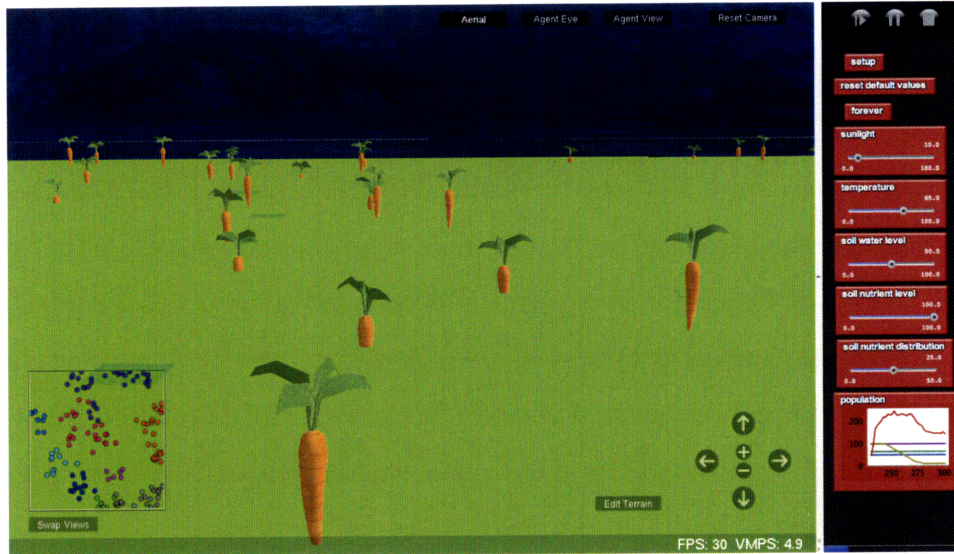 Aerial Agent Eye Agent View Reset Camera
Swap Views
Edit Terrain
FPS: 30 VMPS: 4.9
setup
reset default values
forever
sunlight
10.0
0.0 100.0
temperature
65.0
0.0 100.0
soil water level
50.0
0.0 100.0
soil nutrient level
100.0
0.0 100.0
soil nutrient distribution
25.0
0.0 50.0
population
200
100
0
250 275 300